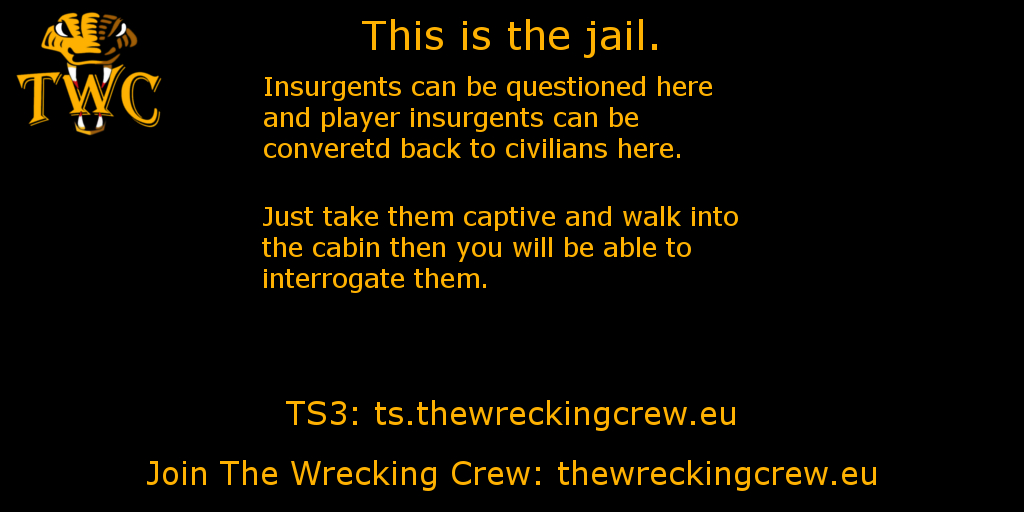 This is the jail.
TWC
Insurgents can be questioned here
and player insurgents can be
converetd back to civilians here.
Just take them captive and walk into
the cabin then you will be able to
interrogate them.
TS3: ts.thewreckingcrew.eu
Join The Wrecking Crew: thewreckingcrew.eu